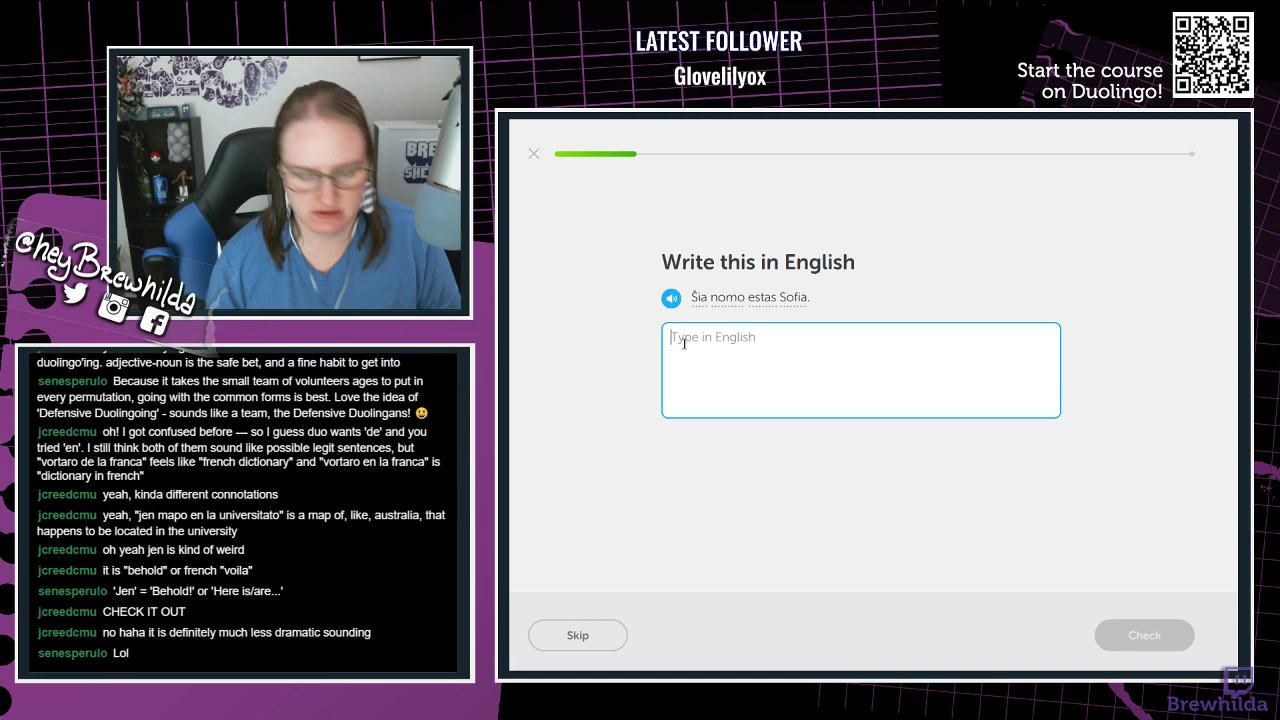 LATEST FOLLOWER
Glovelilyox
Start the course
on Duolingo!
BRE
SHE
@heyBrewhilda
Write this in English
Ŝia nomo estas Sofia.
Type in English
Skip
Check
duolingo'ing. adjective-noun is the safe bet, and a fine habit to get into
senesperulo Because it takes the small team of volunteers ages to put in
every permutation, going with the common forms is best. Love the idea of
'Defensive Duolingoing' - sounds like a team, the Defensive Duolingans! 😃
jcreedcmu oh! I got confused before --- so I guess duo wants 'de' and you
tried 'en'. I still think both of them sound like possible legit sentences, but
"vortaro de la franca" feels like "french dictionary" and "vortaro en la franca" is
"dictionary in french"
jcreedcmu yeah, kinda different connotations
jcreedcmu yeah, "jen mapo en la universitato" is a map of, like, australia, that
happens to be located in the university
jcreedcmu oh yeah jen is kind of weird
jcreedcmu it is "behold" or french "voila"
senesperulo 'Jen' = 'Behold!' or 'Here is/are...'
jcreedcmu CHECK IT OUT
jcreedcmu no haha it is definitely much less dramatic sounding
senesperulo Lol
Brewhilda